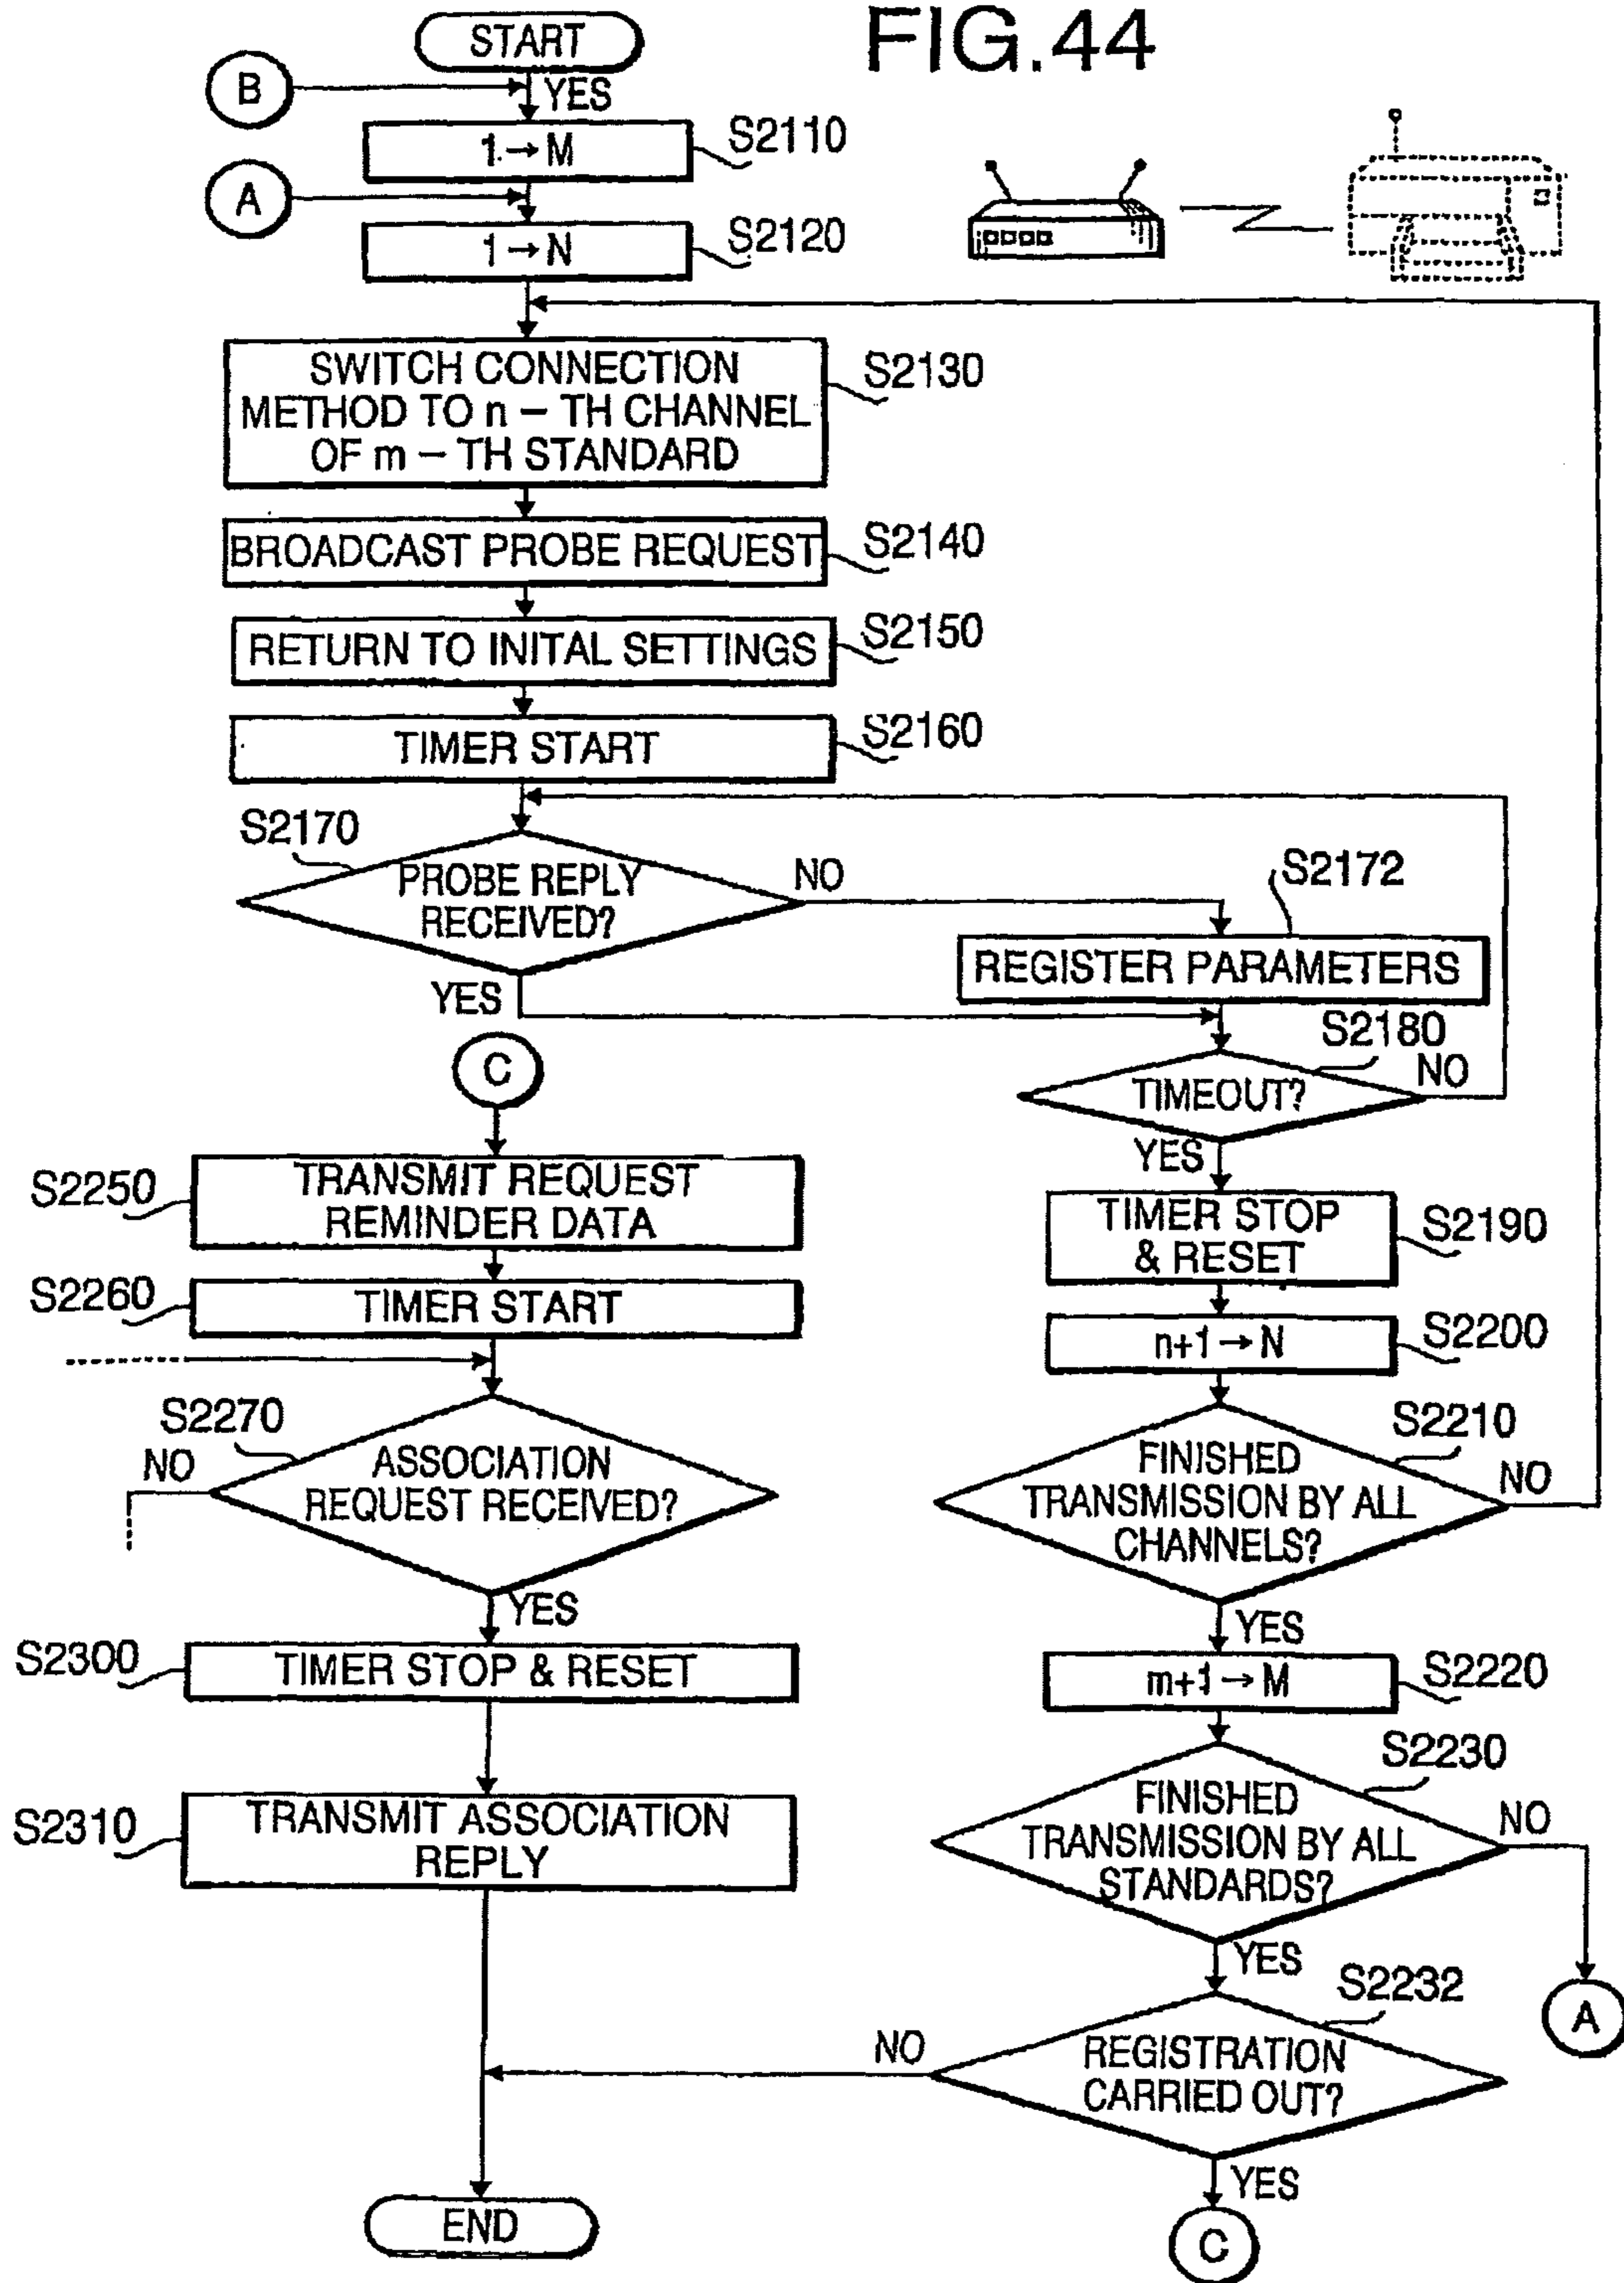 FIG.44
START
B
YES
1→M
S2110
A
1→N
S2120
SWITCH CONNECTION
METHOD TO n – TH CHANNEL
OF m – TH STANDARD
S2130
BROADCAST PROBE REQUEST
S2140
RETURN TO INITAL SETTINGS
S2150
TIMER START
S2160
S2170
PROBE REPLY
RECEIVED?
NO
YES
S2172
REGISTER PARAMETERS
S2180
TIMEOUT?
NO
YES
TIMER STOP
& RESET
S2190
n+1→N
S2200
S2210
FINISHED
TRANSMISSION BY ALL
CHANNELS?
NO
YES
m+1→M
S2220
S2230
FINISHED
TRANSMISSION BY ALL
STANDARDS?
NO
A
YES
S2232
REGISTRATION
CARRIED OUT?
NO
YES
C
C
S2250
TRANSMIT REQUEST
REMINDER DATA
S2260
TIMER START
S2270
ASSOCIATION
REQUEST RECEIVED?
NO
YES
S2300
TIMER STOP & RESET
S2310
TRANSMIT ASSOCIATION
REPLY
END